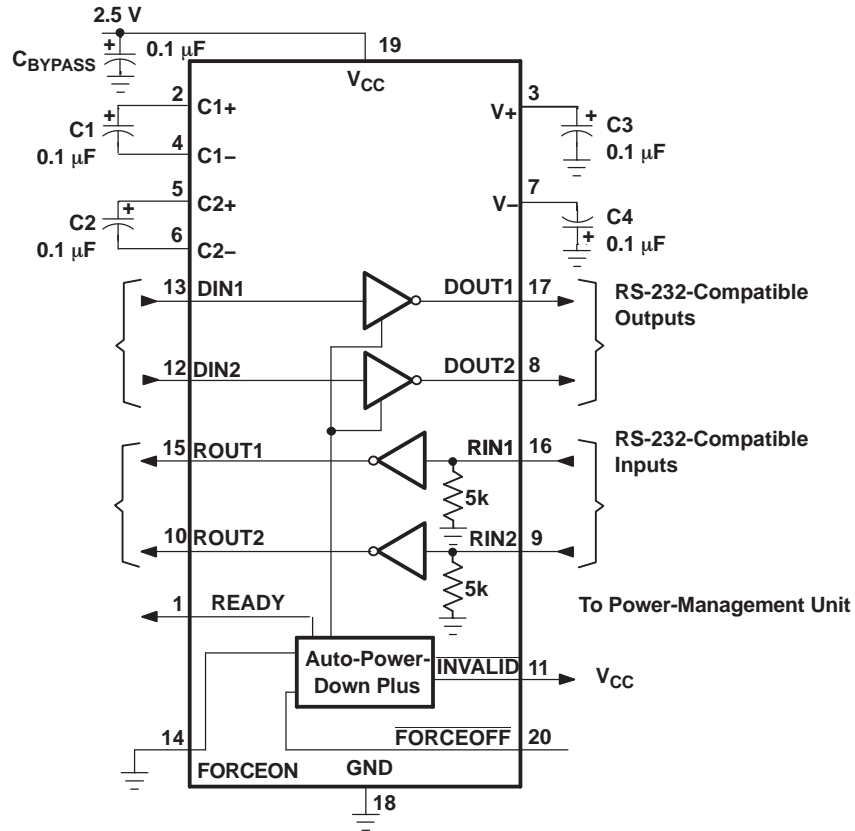 2.5 V
+
CBYPASS
0.1 μF
19
VCC
2
C1+
+
C1
0.1 μF
4
C1−
5
C2+
+
C2
0.1 μF
6
C2−
3
V+
+
C3
0.1 μF
7
V−
C4
+
0.1 μF
13 DIN1
DOUT1 17
RS-232-Compatible
Outputs
12 DIN2
DOUT2 8
15 ROUT1
RIN1 16
RS-232-Compatible
Inputs
5k
10 ROUT2
RIN2 9
5k
1 READY
To Power-Management Unit
Auto-Power-
Down Plus
INVALID 11
VCC
14
FORCEOFF 20
FORCEON
GND
18